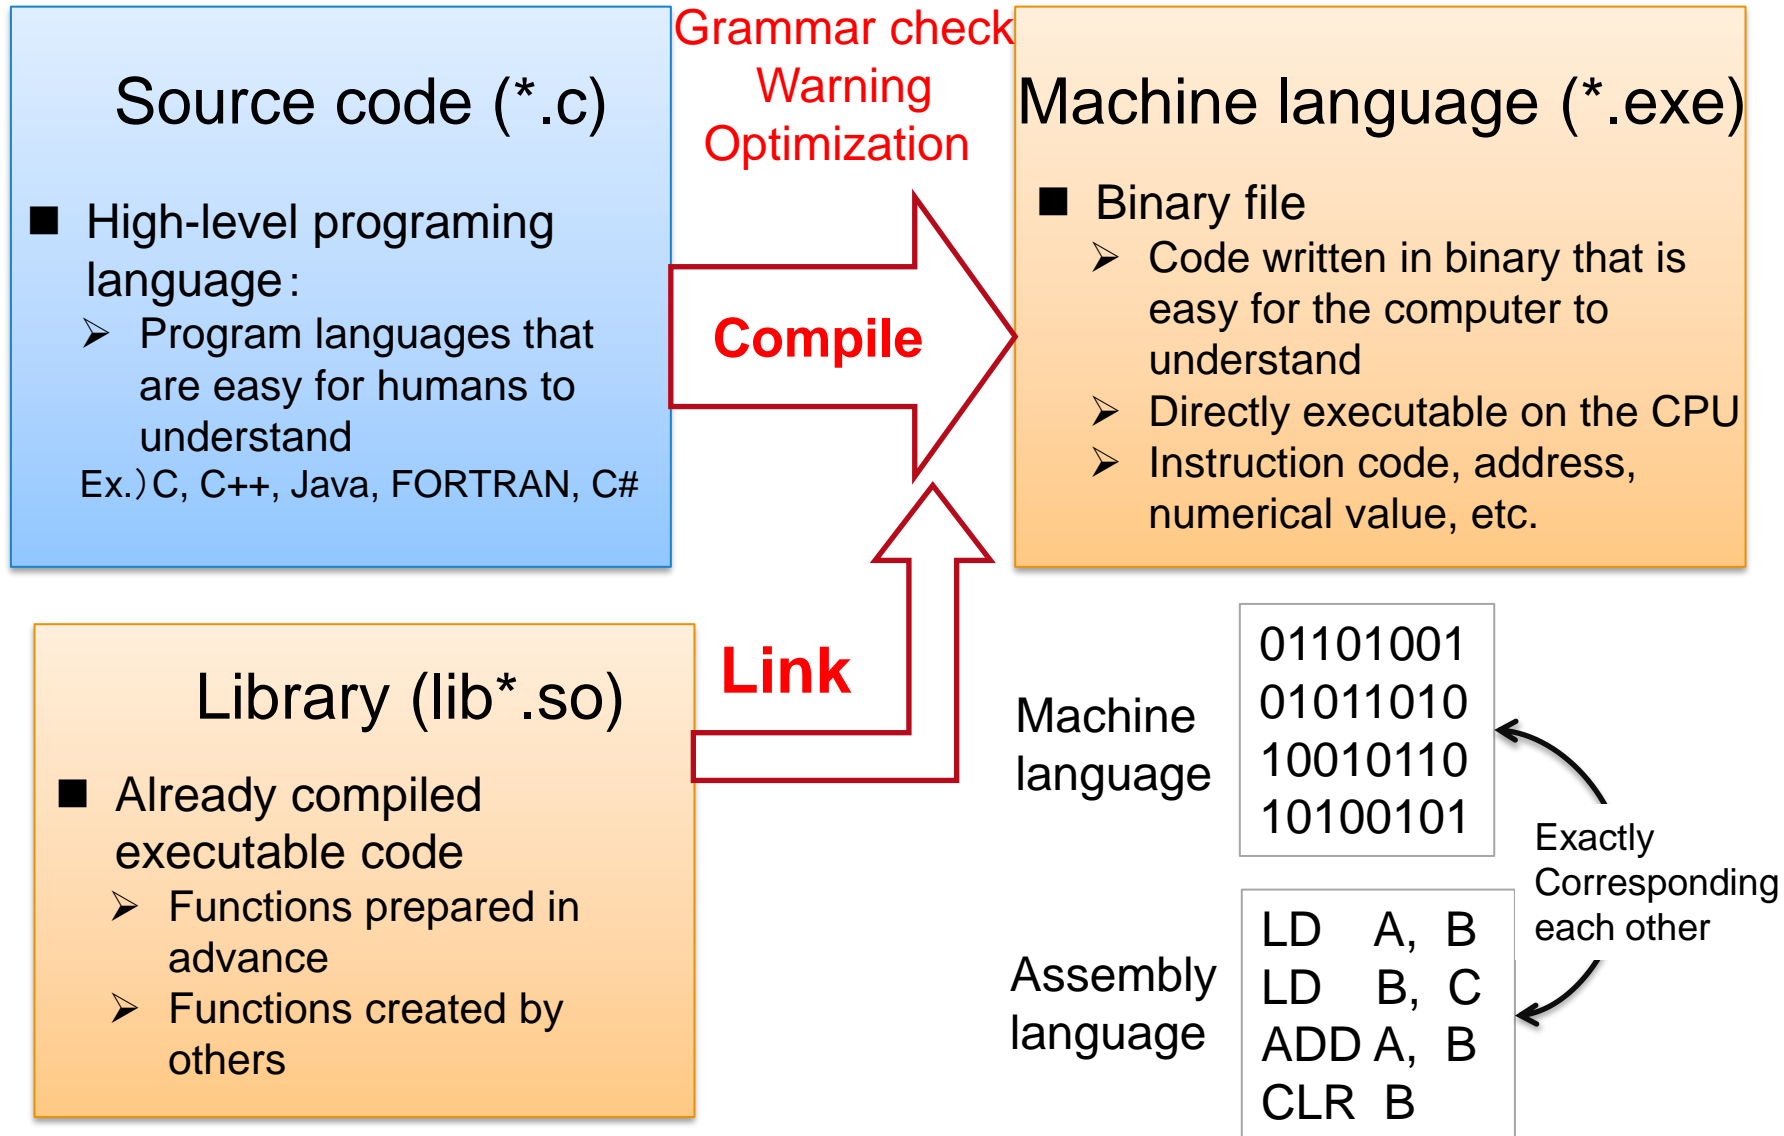 Source code (*.c)
■ High-level programing
language：
➢ Program languages that
are easy for humans to
understand
Ex.）C, C++, Java, FORTRAN, C#
Grammar check
Warning
Optimization
Compile
Machine language (*.exe)
■ Binary file
➢ Code written in binary that is
easy for the computer to
understand
➢ Directly executable on the CPU
➢ Instruction code, address,
numerical value, etc.
Library (lib*.so)
■ Already compiled
executable code
➢ Functions prepared in
advance
➢ Functions created by
others
Link
Machine
language
01101001
01011010
10010110
10100101
Exactly
Corresponding
each other
Assembly
language
LD A, B
LD B, C
ADD A, B
CLR B